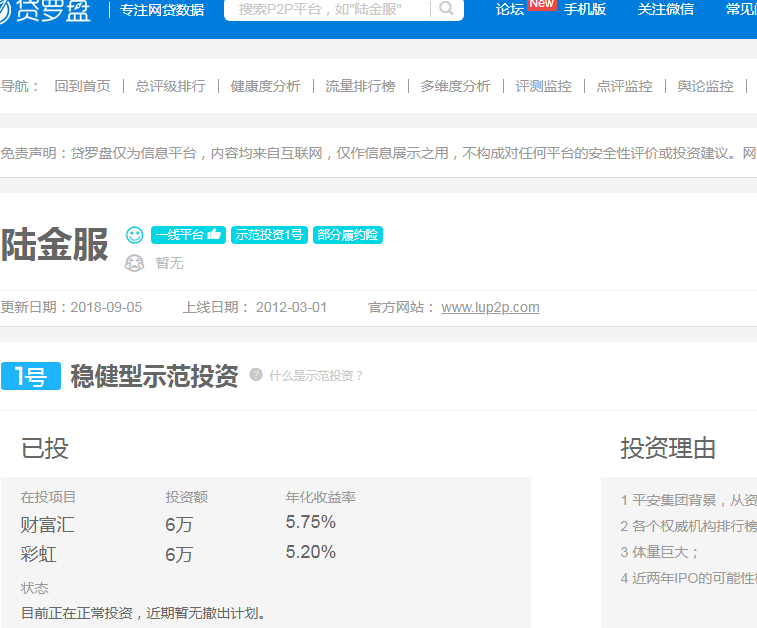 贷罗盘 专注网贷数据 搜索P2P平台，如"陆金服" 论坛 New 手机版 关注微信 常见
导航： 回到首页 | 总评级排行 | 健康度分析 | 流量排行榜 | 多维度分析 | 评测监控 | 点评监控 | 舆论监控 |
免责声明：贷罗盘仅为信息平台，内容均来自互联网，仅作信息展示之用，不构成对任何平台的安全性评价或投资建议。网
陆金服 一线平台 示范投资1号 部分履约险
暂无
更新日期：2018-09-05 上线日期： 2012-03-01 官方网站： www.lup2p.com
1号 稳健型示范投资 ? 什么是示范投资？
已投
在投项目 投资额 年化收益率
财富汇 6万 5.75%
彩虹 6万 5.20%
状态
目前正在正常投资，近期暂无撤出计划。
投资理由
1 平安集团背景，从资
2 各个权威机构排行榜
3 体量巨大；
4 近两年IPO的可能性